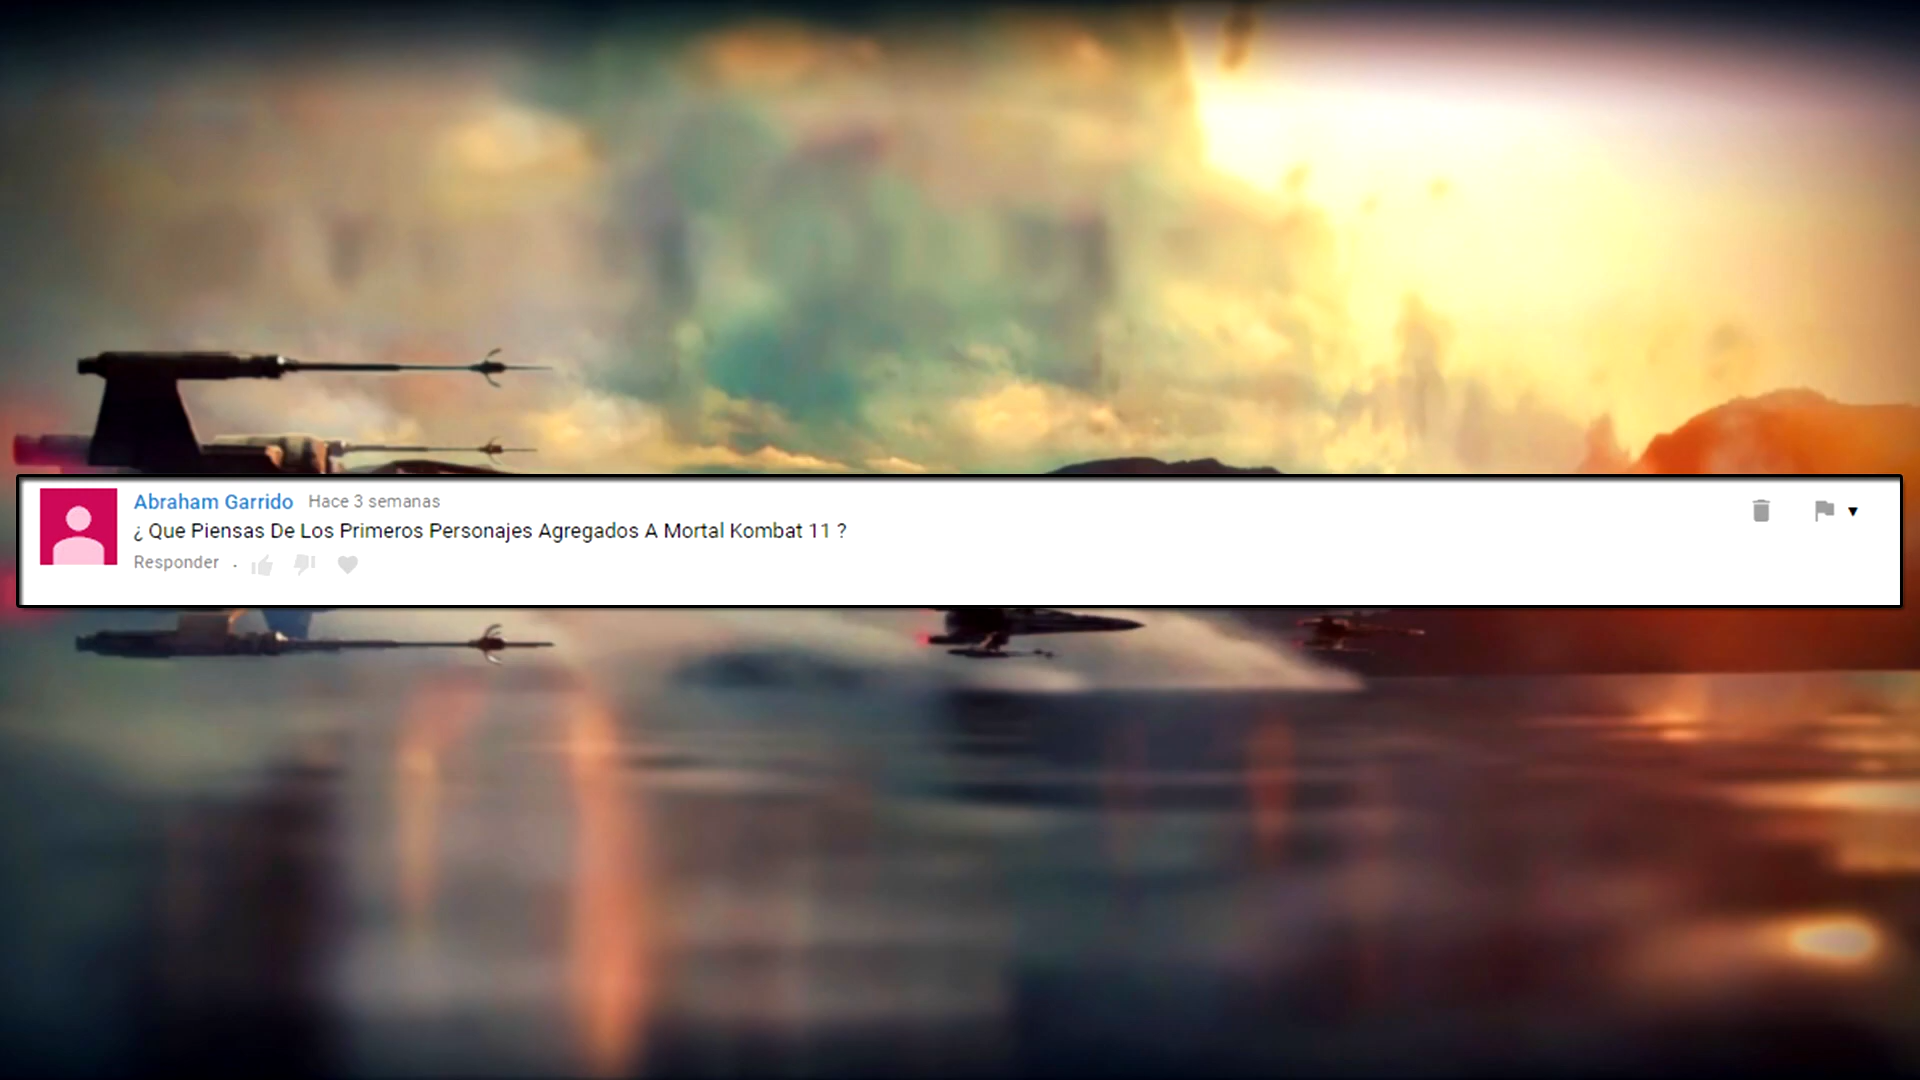 Abraham Garrido Hace 3 semanas
¿ Que Piensas De Los Primeros Personajes Agregados A Mortal Kombat 11 ?
Responder .